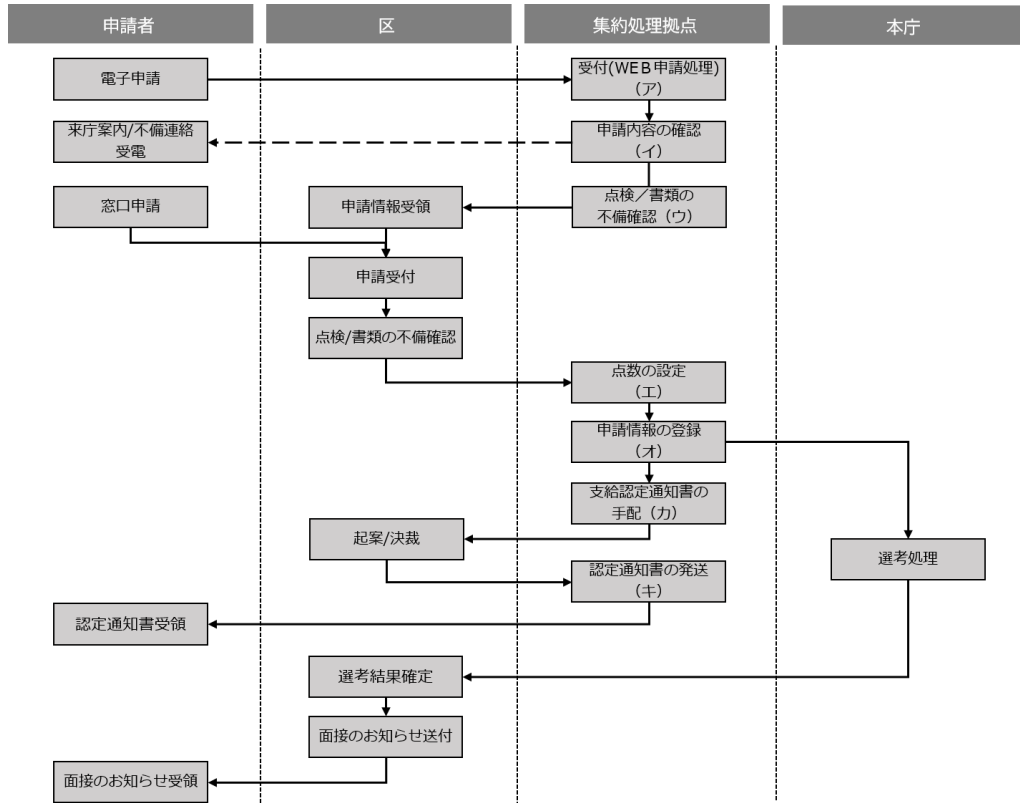 申請者
区
集約処理拠点
本庁
電子申請
受付(WEB申請処理)
（ア）
来庁案内/不備連絡
受電
申請内容の確認
（イ）
窓口申請
申請情報受領
点検／書類の
不備確認（ウ）
申請受付
点検/書類の不備確認
点数の設定
（エ）
申請情報の登録
（オ）
支給認定通知書の
手配（カ）
起案/決裁
選考処理
認定通知書の発送
（キ）
認定通知書受領
選考結果確定
面接のお知らせ送付
面接のお知らせ受領